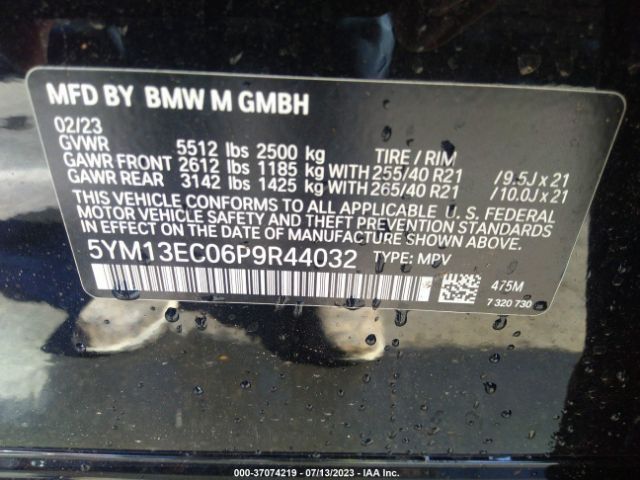 MFD BY BMW M GMBH
02/23
GVWR 5512 lbs 2500 kg TIRE / RIM
GAWR FRONT 2612 lbs 1185 kg WITH 255/40 R21 /9.5J x 21
GAWR REAR 3142 lbs 1425 kg WITH 265/40 R21 /10.0J x 21
THIS VEHICLE CONFORMS TO ALL APPLICABLE U. S. FEDERAL
MOTOR VEHICLE SAFETY AND THEFT PREVENTION STANDARDS
IN EFFECT ON THE DATE OF MANUFACTURE SHOWN ABOVE.
5YM13EC06P9R44032 TYPE: MPV
475M
7 320 730
000-37074219 - 07/13/2023 - IAA Inc.